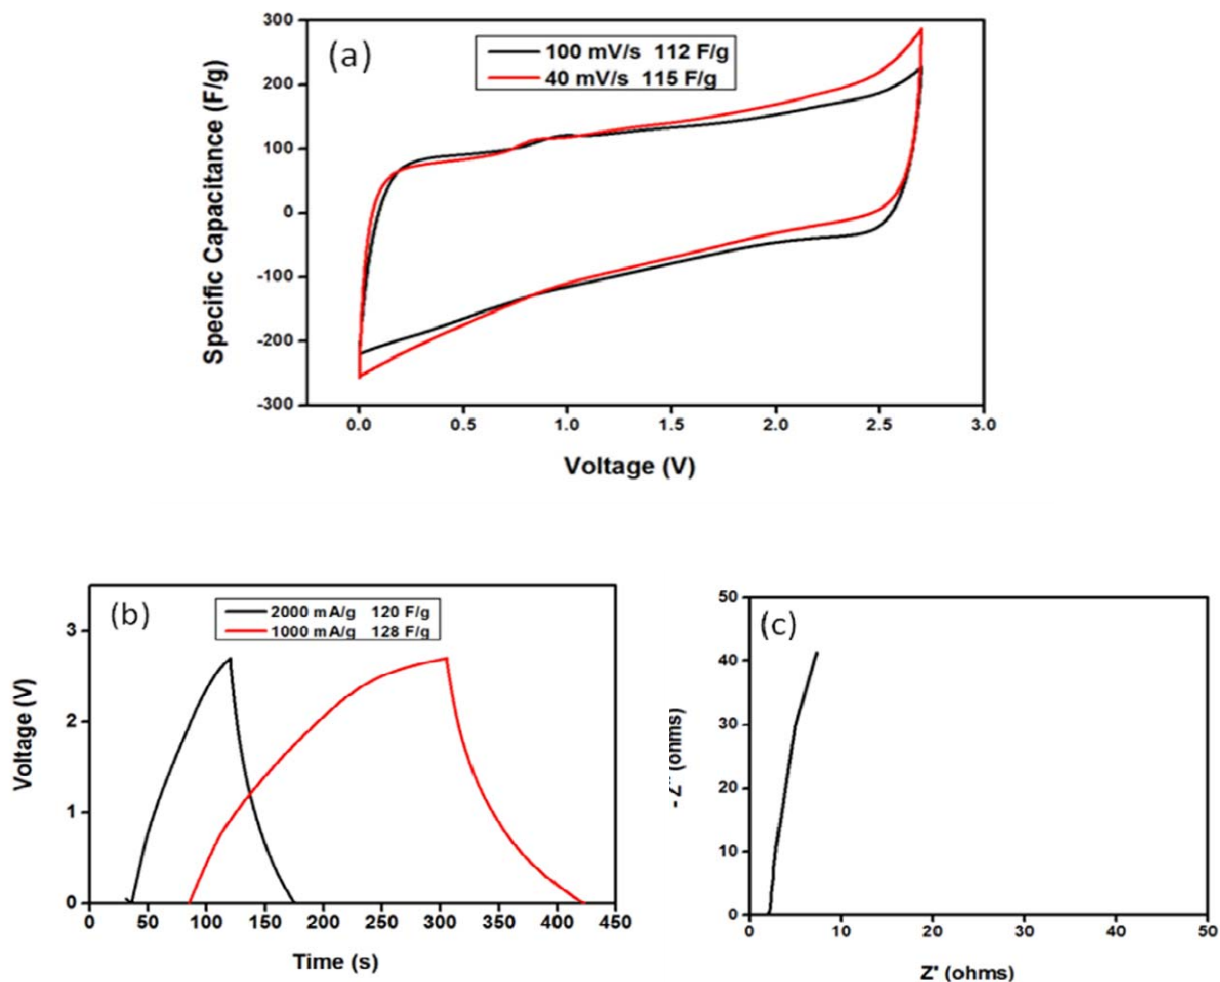 (a)
100 mV/s 112 F/g
40 mV/s 115 F/g
300
200
100
0
-100
-200
-300
Specific Capacitance (F/g)
0.0 0.5 1.0 1.5 2.0 2.5 3.0
Voltage (V)
(b)
2000 mA/g 120 F/g
1000 mA/g 128 F/g
3
2
1
0
Voltage (V)
0 50 100 150 200 250 300 350 400 450
Time (s)
(c)
50
40
30
20
10
0
-Z'' (ohms)
0 10 20 30 40 50
Z' (ohms)